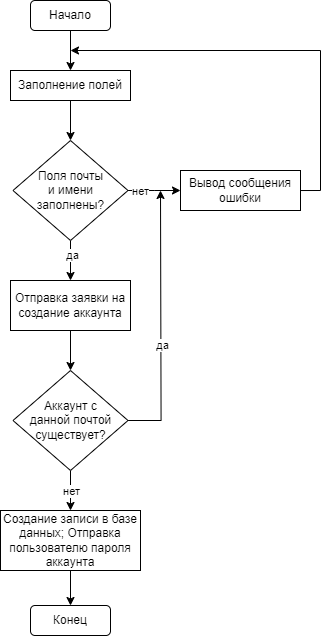 Начало
Заполнение полей
Поля почты
и имени
заполнены?
нет
Вывод сообщения
ошибки
да
Отправка заявки на
создание аккаунта
да
Аккаунт с
данной почтой
существует?
нет
Создание записи в базе
данных; Отправка
пользователю пароля
аккаунта
Конец